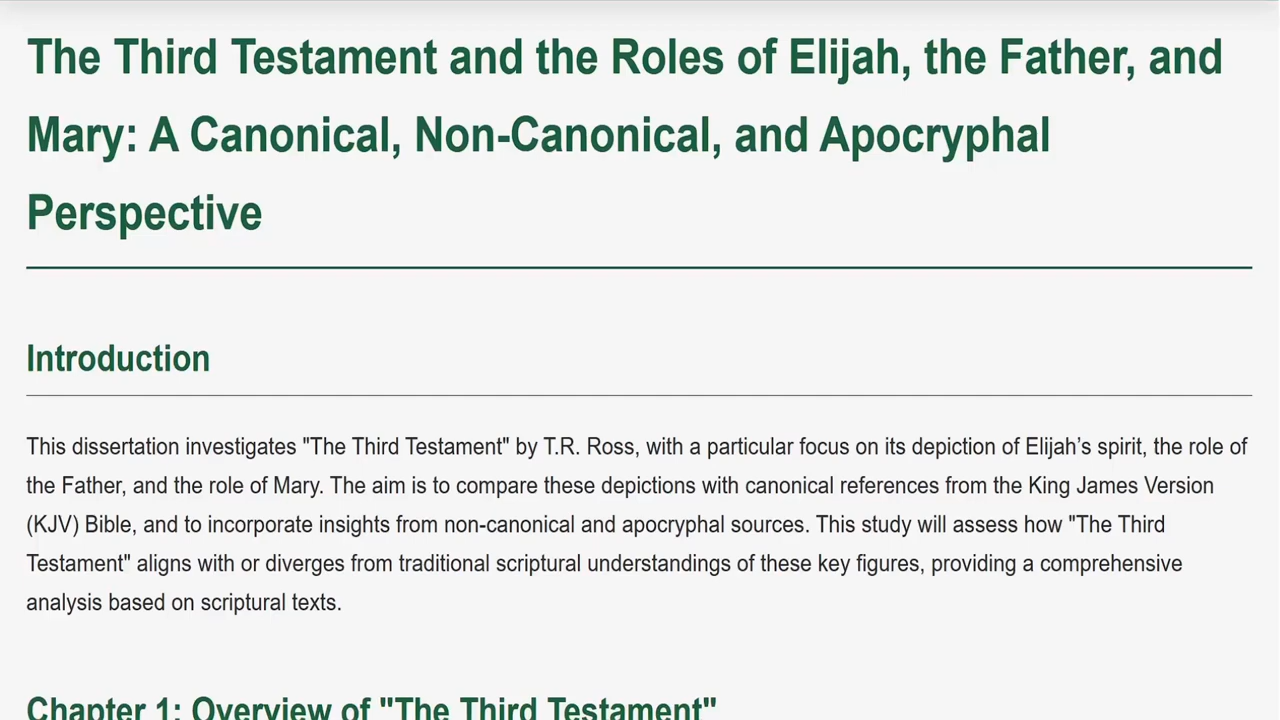 The Third Testament and the Roles of Elijah, the Father, and
Mary: A Canonical, Non-Canonical, and Apocryphal
Perspective
Introduction
This dissertation investigates "The Third Testament" by T.R. Ross, with a particular focus on its depiction of Elijah’s spirit, the role of
the Father, and the role of Mary. The aim is to compare these depictions with canonical references from the King James Version
(KJV) Bible, and to incorporate insights from non-canonical and apocryphal sources. This study will assess how "The Third
Testament" aligns with or diverges from traditional scriptural understandings of these key figures, providing a comprehensive
analysis based on scriptural texts.
Chapter 1: Overview of "The Third Testament"